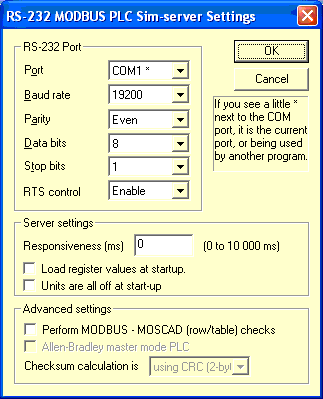 RS-232 MODBUS PLC Sim-server Settings
RS-232 Port
Port COM1 *
Baud rate 19200
Parity Even
Data bits 8
Stop bits 1
RTS control Enable
OK
Cancel
If you see a little *
next to the COM
port, it is the current
port, or being used
by another program.
Server settings
Responsiveness (ms) 0 (0 to 10 000 ms)
Load register values at startup.
Units are all off at start-up
Advanced settings
Perform MODBUS - MOSCAD (row/table) checks
Allen-Bradley master mode PLC
Checksum calculation is using CRC (2-byt